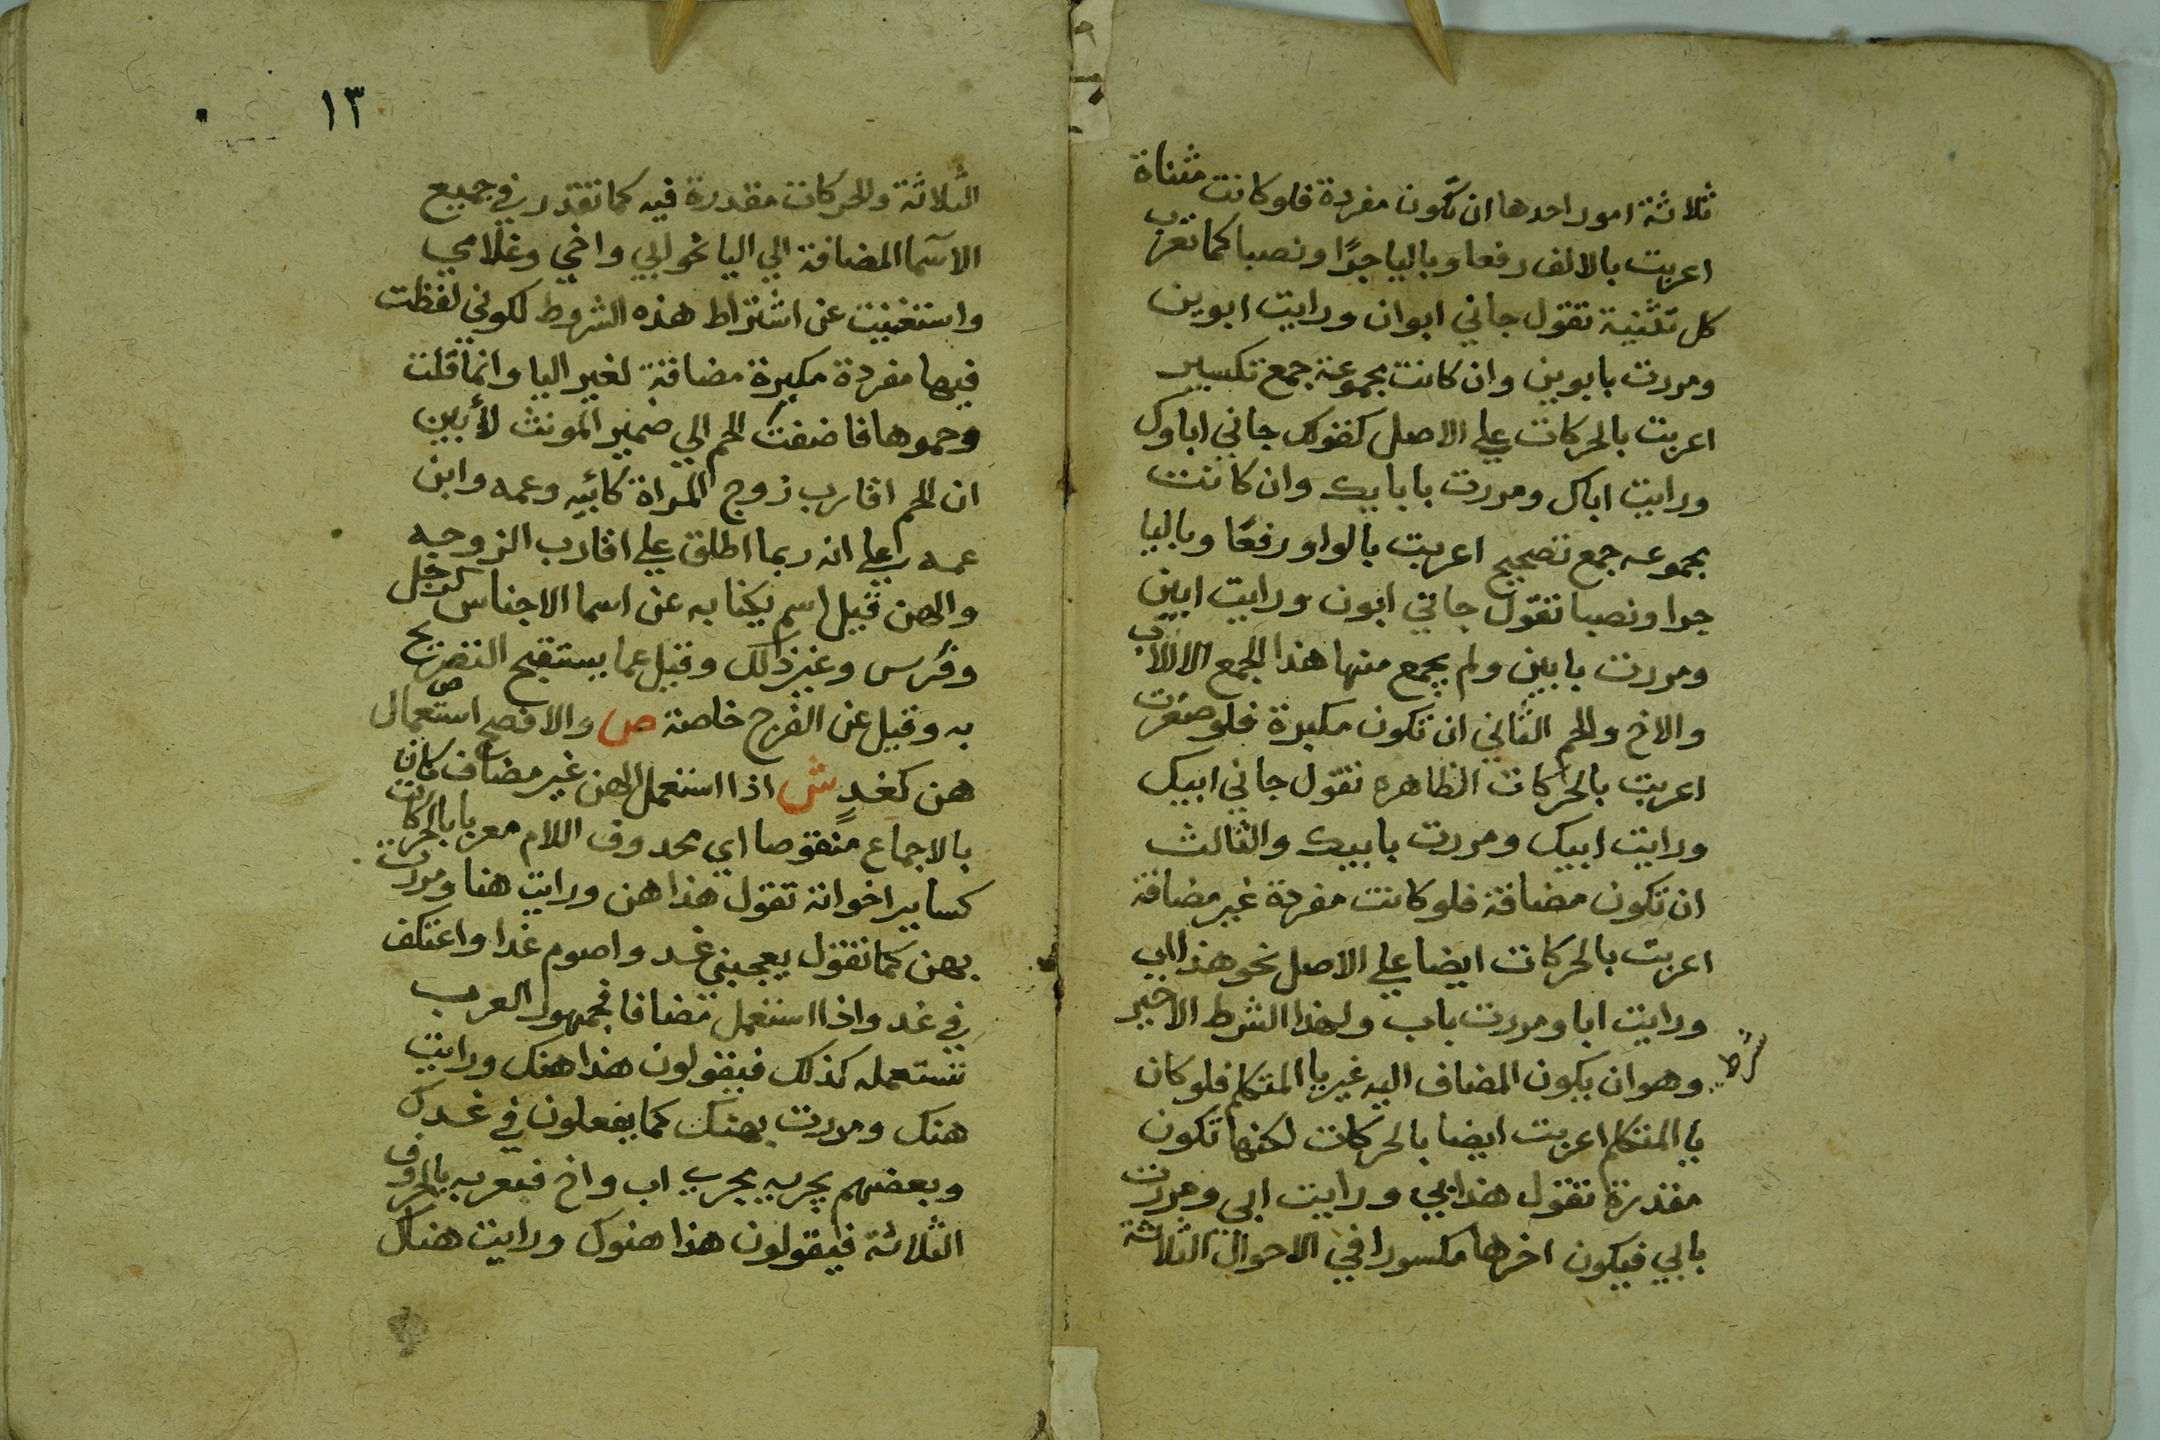 ثلاثة امور احدها ان تكون مفردة فلو كانت مثناة
اعربت بالالف رفعا وباليا جرًا ونصبا كما تعرب
كل تثنية تقول جاني ابوان ورايت ابوين
ومررت بابوين وان كانت مجموعة جمع تكسير
اعربت بالحركات علي الاصل كقولك جاني اباوك
ورايت اباك ومررت بابايك وان كانت
مجموعه جمع تصحيح اعربت بالواو رفعًا وباليا
جرا ونصبا تقول جاني ابون ورايت ابين
ومررت بابين ولم يجمع منها هذا الجمع الا الاب
والاخ والحم الثاني ان تكون مكبرة فلو صغرت
اعربت بالحركات الظاهره تقول جاني ابيك
ورايت ابيك ومررت بابيك والثالث
ان تكون مضافة فلو كانت مفردة غير مضافة
اعربت بالحركات ايضا علي الاصل نحو هذا اب
ورايت ابا ومررت باب ولهذا الشرط الاخير
شرط
وهو ان يكون المضاف اليه غير يا المتكلم فلو كان
يا المتكلم اعربت ايضا بالحركات لكنها تكون
مقدرة تقول هذا ابي ورايت ابي ومررت
بابي فيكون اخرها مكسورا في الاحوال الثلاثة
١٣
الثلاثة والحركات مقدرة فيه كما تقدر في جميع
الاسما المضافة الي اليا نحو ابي واخي وغلامي
واستغنيت عن اشتراط هذه الشروط لكوني لفظت
فيها مفردة مكبرة مضافة لغير اليا وانما قلت
وحموها فاضفت الحم الي ضمير المونث لأبين
ان الحم اقارب زوج المراة كابيه وعمه وابن
عمه علي انه ربما اطلق علي اقارب الزوجه
والهن قيل اسم يكنا به عن اسما الاجناس كرجل
وفرس وغير ذلك وقيل عما يستقبح التصريح
به وقيل عن الفرج خاصة ص والافصح استعمال
هن كغدٍ ش اذا استعمل الهن غير مضاف كان
بالاجماع منقوصا اي محذوف اللام معربا بالحركات
كساير اخواته تقول هذا هن ورايت هنا ومررت
بهن كما تقول يعجبني غد واصوم غدا واعتكف
في غد واذا استعمل مضافا فجمهور العرب
تستعمله كذلك فيقولون هذا هنك ورايت
هنك ومررت بهنك كما يفعلون في غدك
وبعضهم يجريه مجري اب واخ فيعربه بالحروف
الثلاثة فيقولون هذا هنوك ورايت هناك